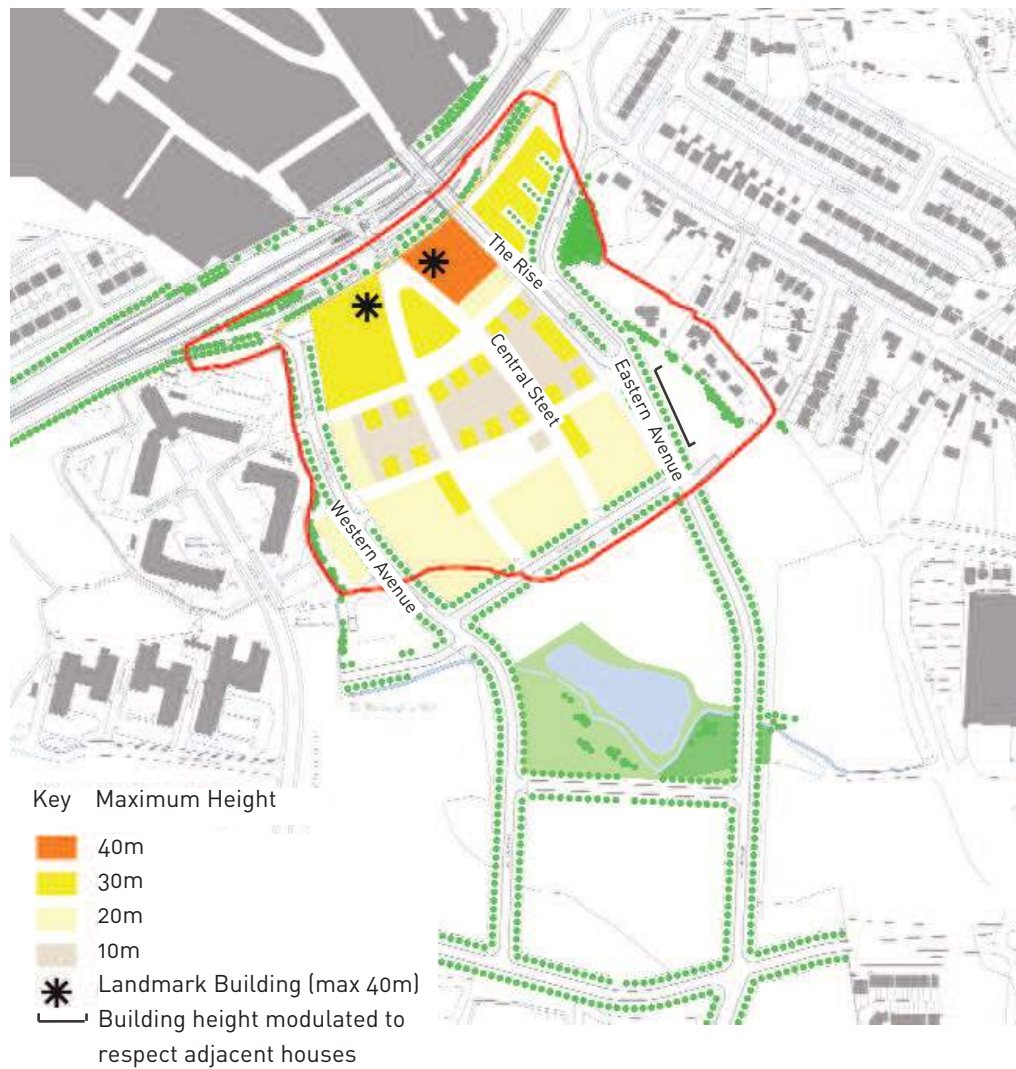 The Rise
Central Steet
Eastern Avenue
Western Avenue
Key Maximum Height
40m
30m
20m
10m
Landmark Building (max 40m)
Building height modulated to
respect adjacent houses